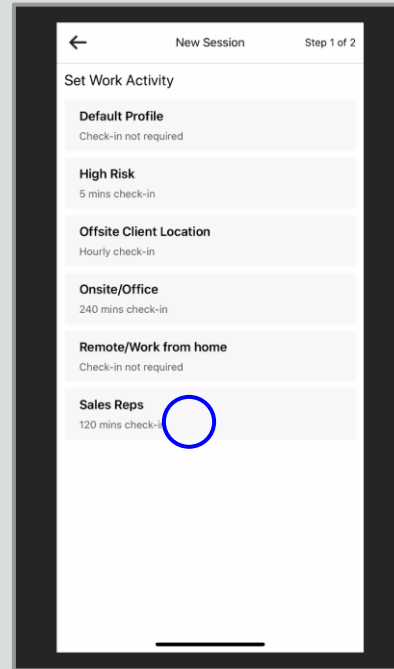 New Session
Step 1 of 2
Set Work Activity
Default Profile
Check-in not required
High Risk
5 mins check-in
Offsite Client Location
Hourly check-in
Onsite/Office
240 mins check-in
Remote/Work from home
Check-in not required
Sales Reps
120 mins check-in